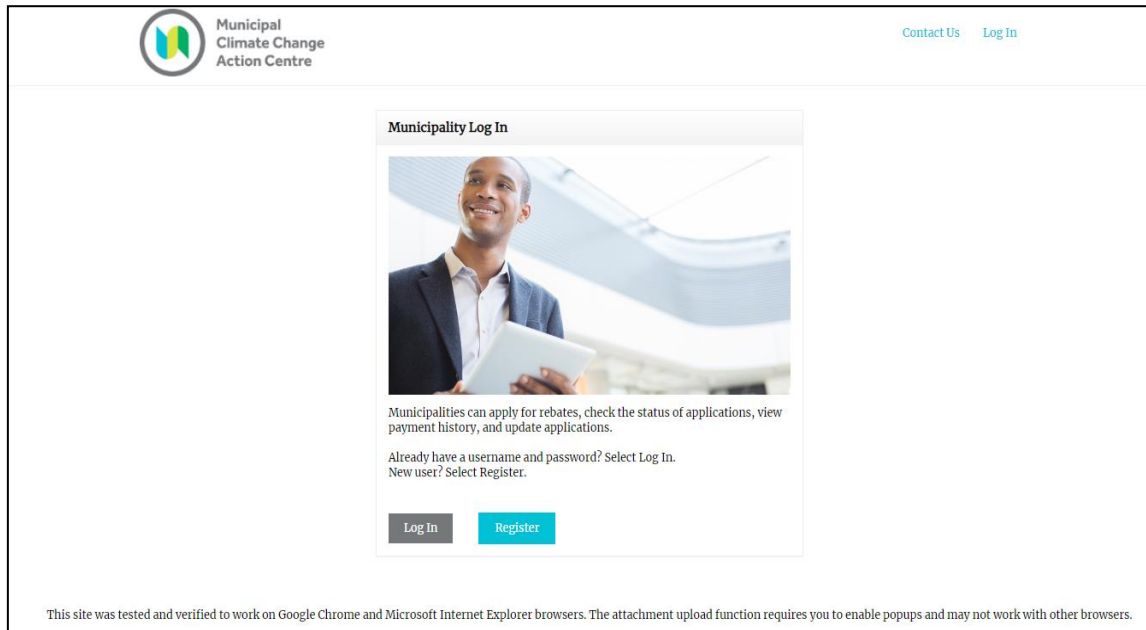 Municipal
Climate Change
Action Centre
Contact Us
Log In
Municipality Log In
Municipalities can apply for rebates, check the status of applications, view
payment history, and update applications.
Already have a username and password? Select Log In.
New user? Select Register.
Log In
Register
This site was tested and verified to work on Google Chrome and Microsoft Internet Explorer browsers. The attachment upload function requires you to enable popups and may not work with other browsers.